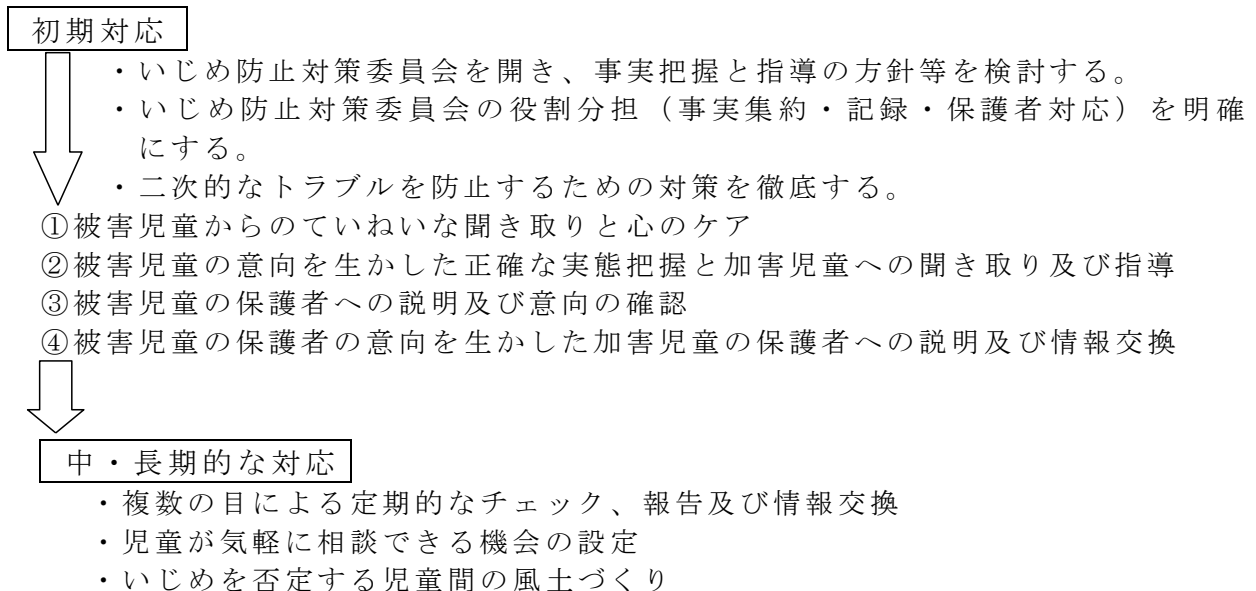 初期対応
・いじめ防止対策委員会を開き、事実把握と指導の方針等を検討する。
・いじめ防止対策委員会の役割分担（事実集約・記録・保護者対応）を明確
にする。
・二次的なトラブルを防止するための対策を徹底する。
①被害児童からのていねいな聞き取りと心のケア
②被害児童の意向を生かした正確な実態把握と加害児童への聞き取り及び指導
③被害児童の保護者への説明及び意向の確認
④被害児童の保護者の意向を生かした加害児童の保護者への説明及び情報交換
中・長期的な対応
・複数の目による定期的なチェック、報告及び情報交換
・児童が気軽に相談できる機会の設定
・いじめを否定する児童間の風土づくり